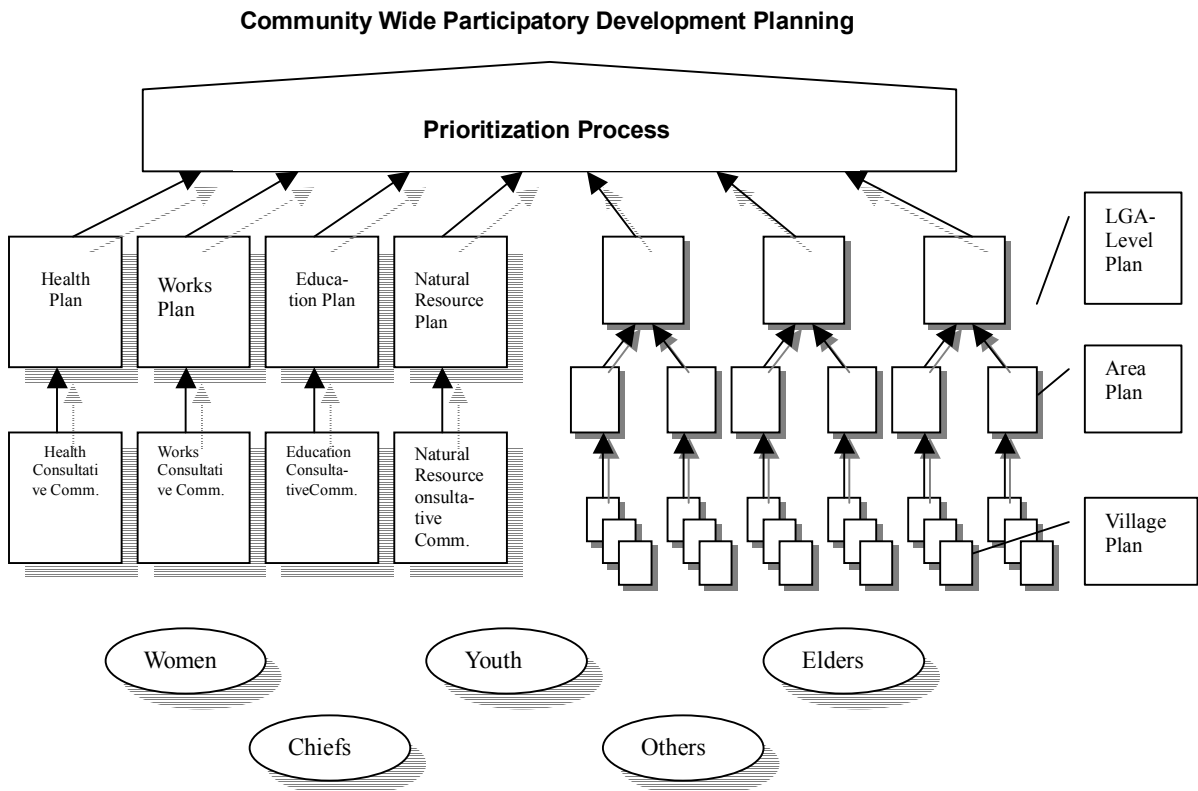 Community Wide Participatory Development Planning
Prioritization Process
Health
Plan
Works
Plan
Educa-
tion Plan
Natural
Resource
Plan
LGA-
Level
Plan
Area
Plan
Health
Consultati
ve Comm.
Works
Consultati
ve Comm.
Education
Consulta-
tiveComm.
Natural
Resource
onsulta-
tive
Comm.
Village
Plan
Women
Youth
Elders
Chiefs
Others